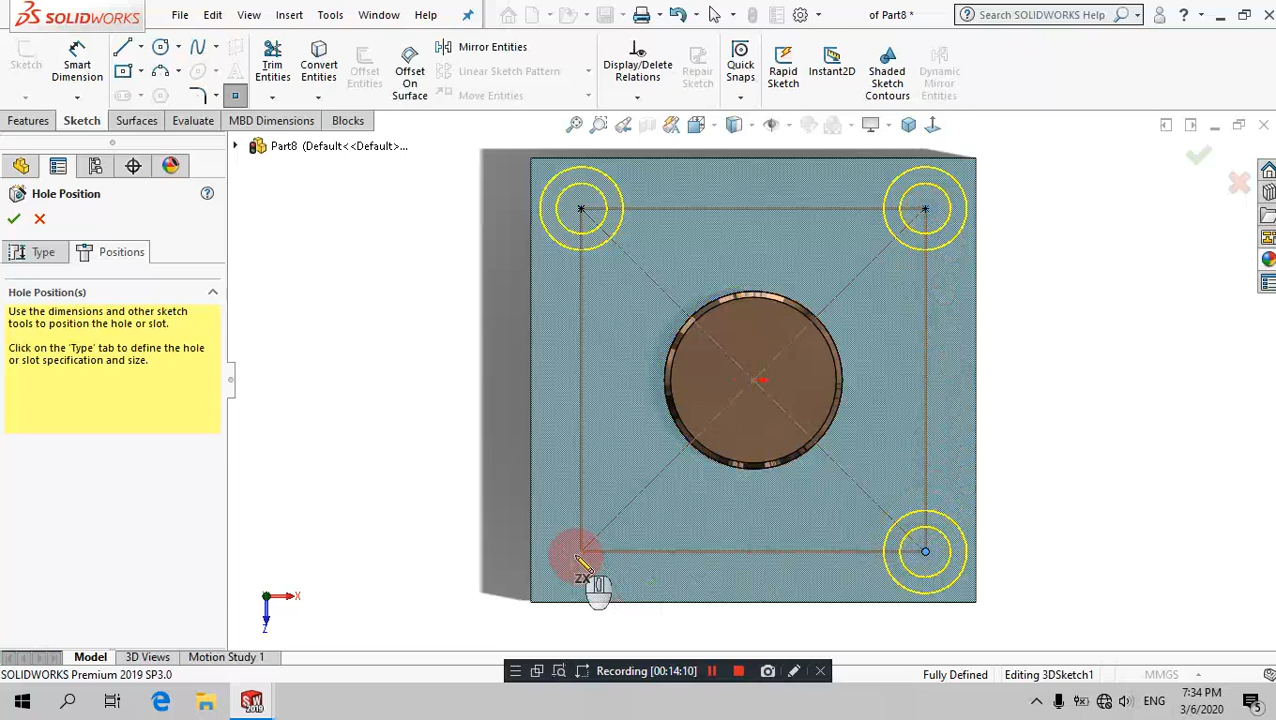 SOLIDWORKS File Edit View Insert Tools Window Help of Part8 * Search SOLIDWORKS Help
Sketch Smart Dimension Trim Entities Convert Entities Offset Entities Offset On Surface Mirror Entities Linear Sketch Pattern Move Entities Display/Delete Relations Repair Sketch Quick Snaps Rapid Sketch Instant2D Shaded Sketch Contours Dynamic Mirror Entities
Features Sketch Surfaces Evaluate MBD Dimensions Blocks
Part8 (Default<<Default>...
Hole Position
Type Positions
Hole Position(s)
Use the dimensions and other sketch
tools to position the hole or slot.
Click on the 'Type' tab to define the hole
or slot specification and size.
ZX
X
Z
Model 3D Views Motion Study 1
Recording [00:14:10]
SOLIDWORKS Premium 2019 SP3.0 Fully Defined Editing 3DSketch1 MMGS
SW 2019 ENG 7:34 PM
3/6/2020 5